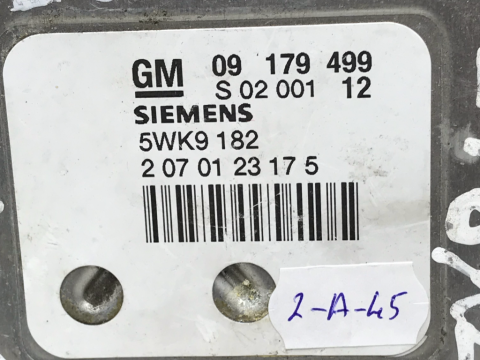 GM 09 179 499
S 02 001 12
SIEMENS
5WK9 182
2 07 01 23 17 5
2-A-45